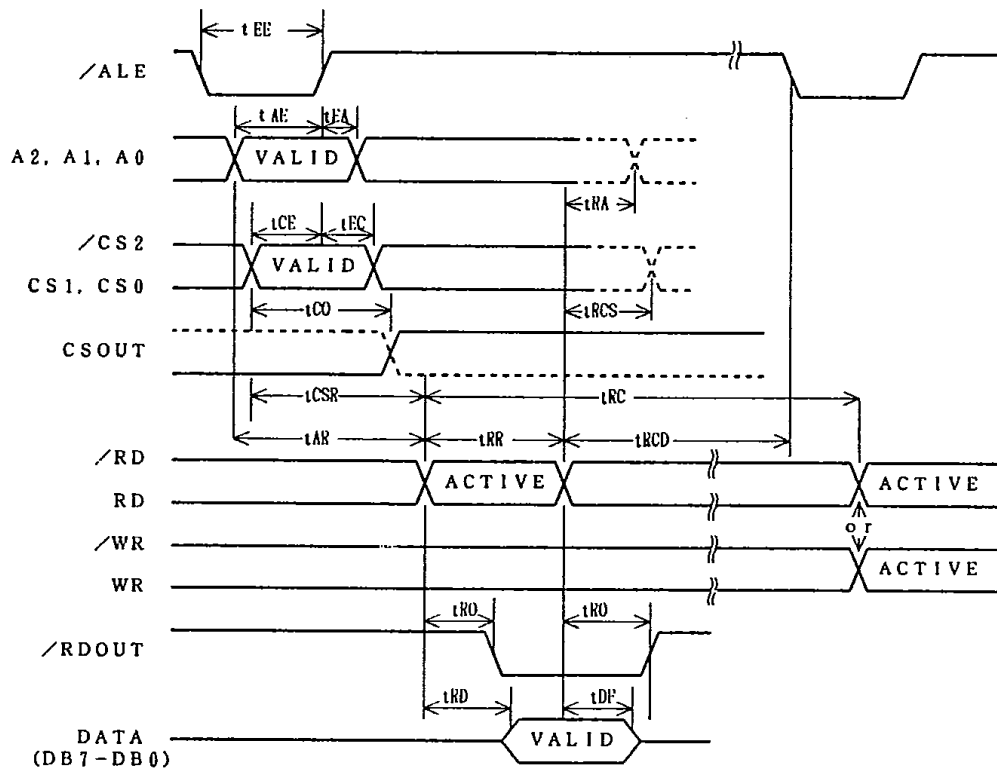 tEE
/ALE
tAE tEA
A2, A1, A0
VALID
tRA
tCE tEC
/CS2
CS1, CS0
VALID
tCO
tRCS
CSOUT
tCSR
tRC
tAR
tRR
tRCD
/RD
RD
ACTIVE
ACTIVE
or
/WR
WR
ACTIVE
tRO
tRO
/RDOUT
tRD
tDF
DATA
(DB7-DB0)
VALID